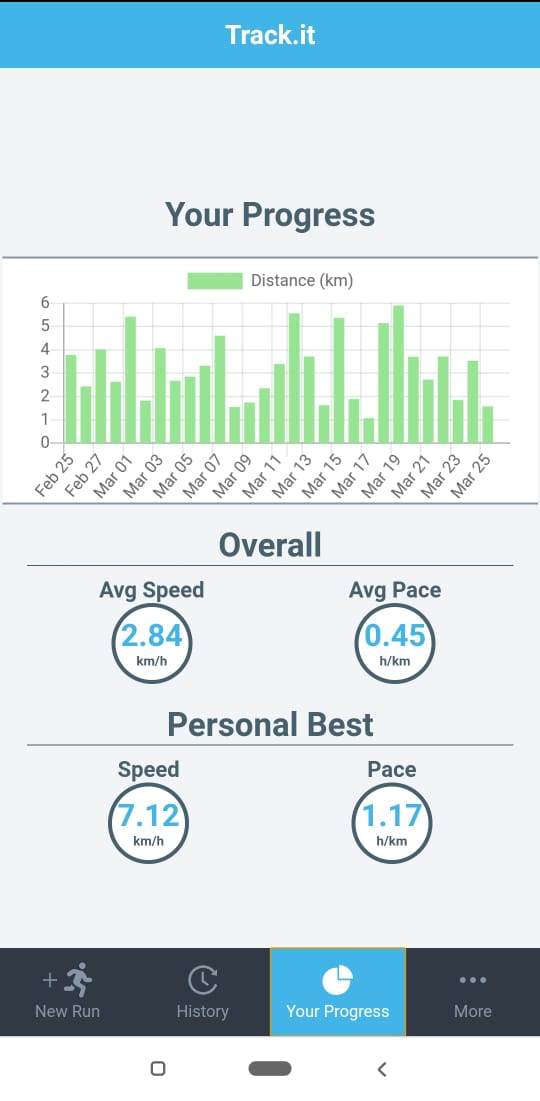 Track.it
Your Progress
Distance (km)
6
5
4
3
2
1
0
Feb 25
Feb 27
Mar 01
Mar 03
Mar 05
Mar 07
Mar 09
Mar 11
Mar 13
Mar 15
Mar 17
Mar 19
Mar 21
Mar 23
Mar 25
Overall
Avg Speed
Avg Pace
2.84
0.45
km/h
h/km
Personal Best
Speed
Pace
7.12
1.17
km/h
h/km
New Run
History
Your Progress
More